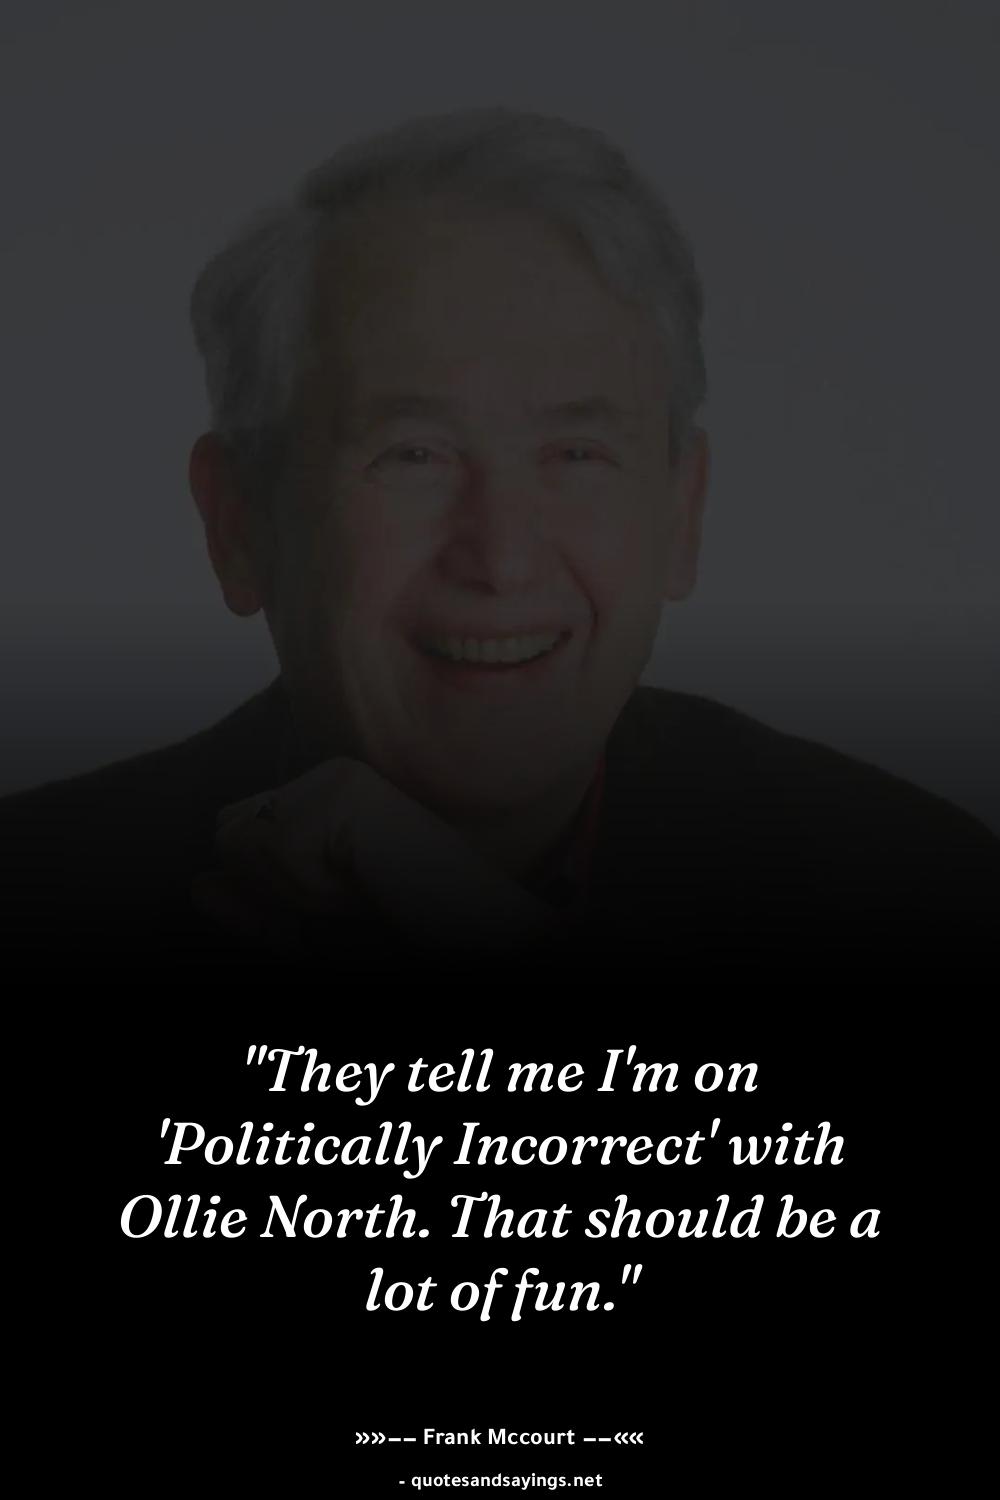 "They tell me I'm on
'Politically Incorrect' with
Ollie North. That should be a
lot of fun."
»»—— Frank Mccourt ——««
- quotesandsayings.net